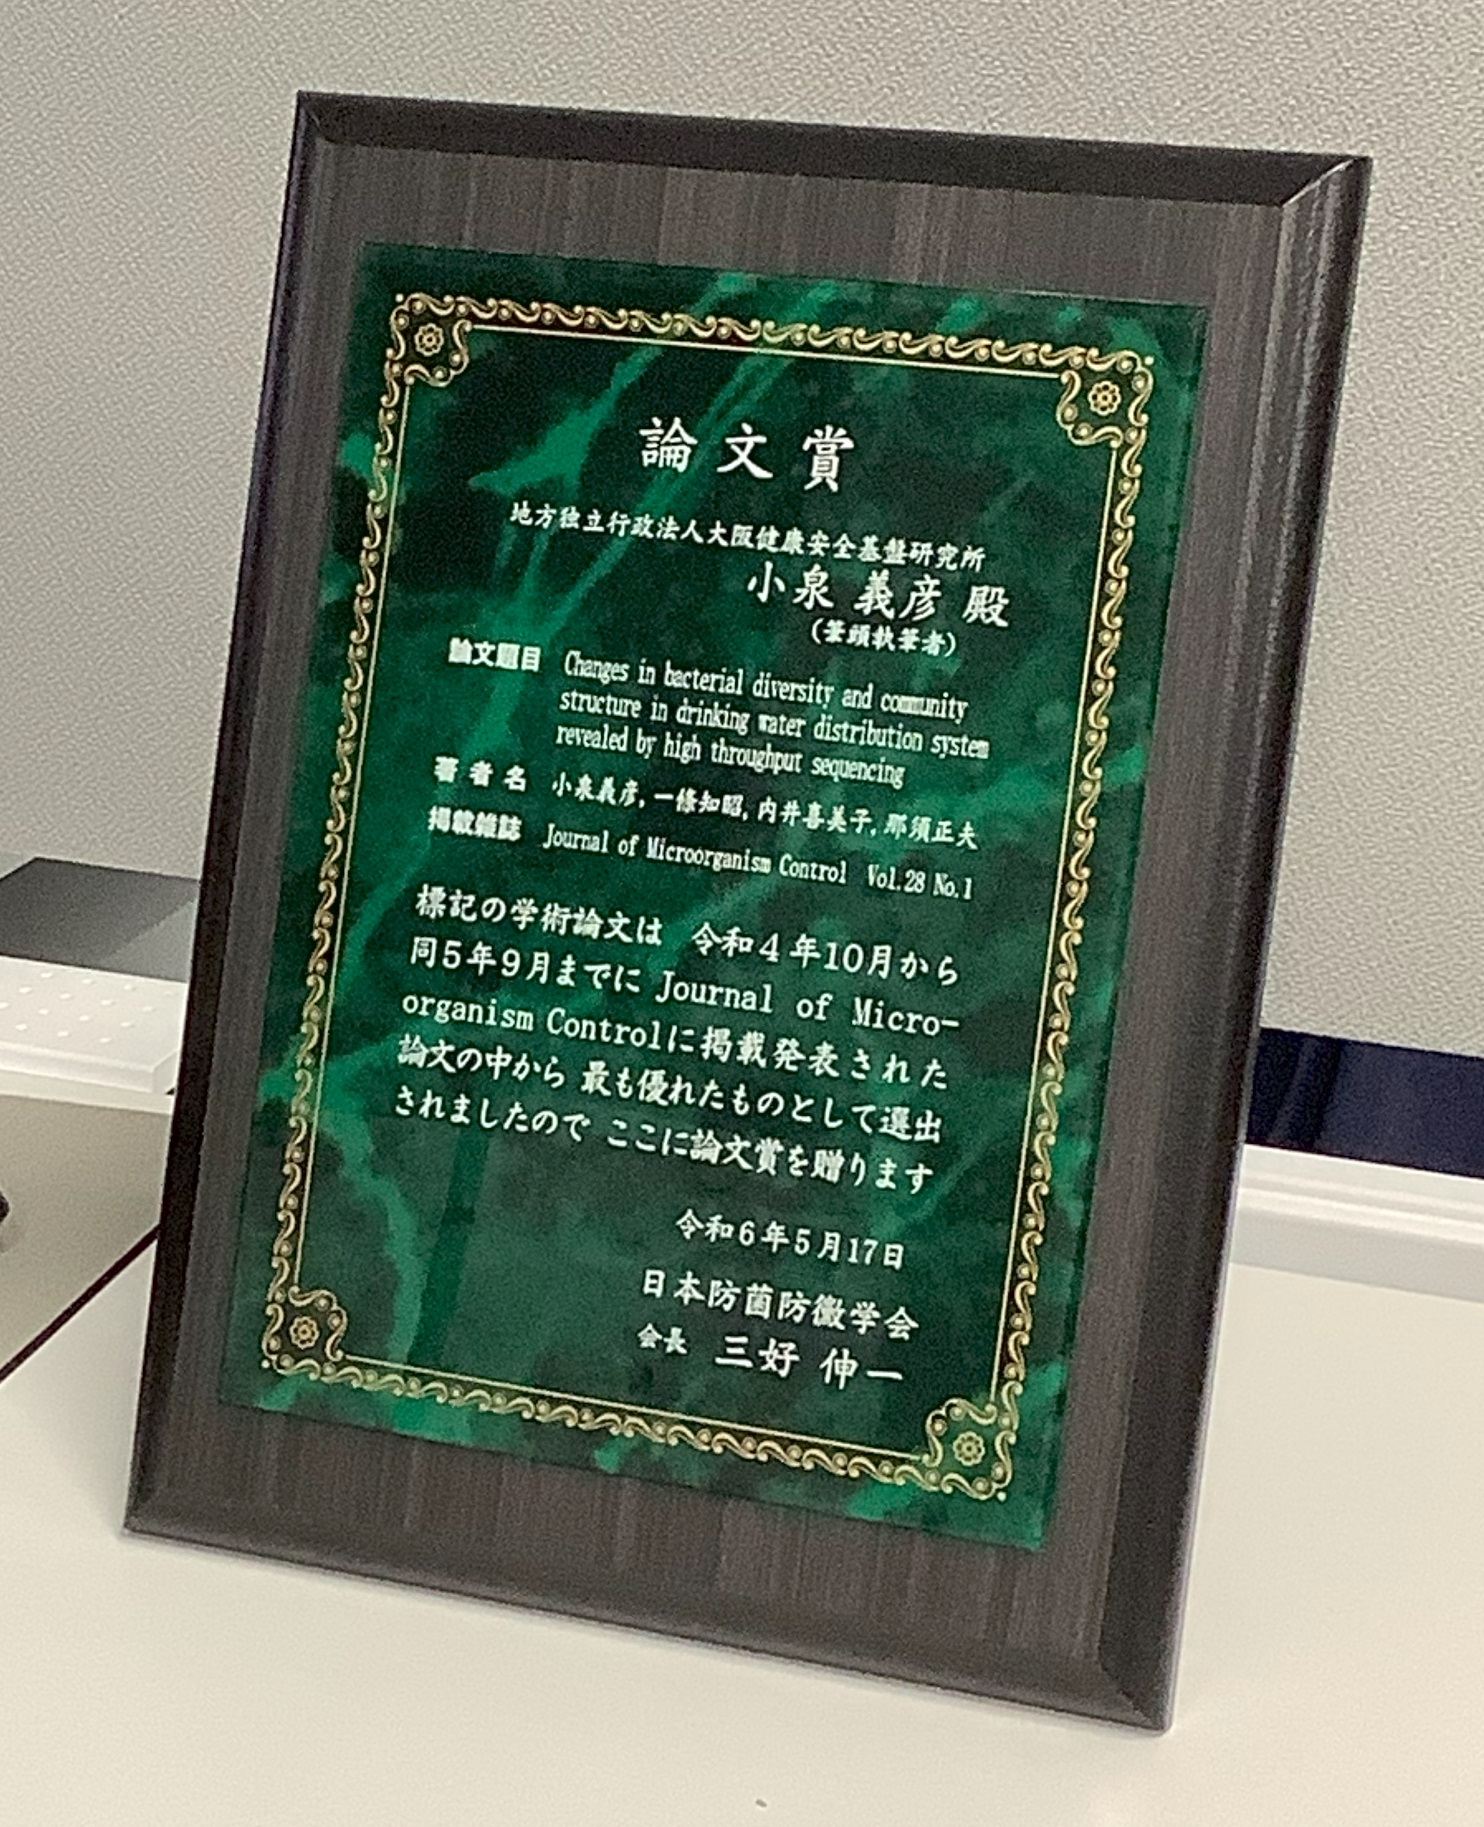 論文賞
地方独立行政法人大阪健康安全基盤研究所
小泉 義彦 殿
(筆頭執筆者)
論文題目 Changes in bacterial diversity and community
structure in drinking water distribution system
revealed by high throughput sequencing
著者名 小泉義彦, 一條知昭, 内井喜美子, 那須正夫
掲載雑誌 Journal of Microorganism Control Vol.28 No.1
標記の学術論文は 令和4年10月から
同5年9月までに Journal of Micro-
organism Controlに掲載発表された
論文の中から 最も優れたものとして選出
されましたので ここに論文賞を贈ります
令和6年5月17日
日本防菌防黴学会
会長 三好 伸一